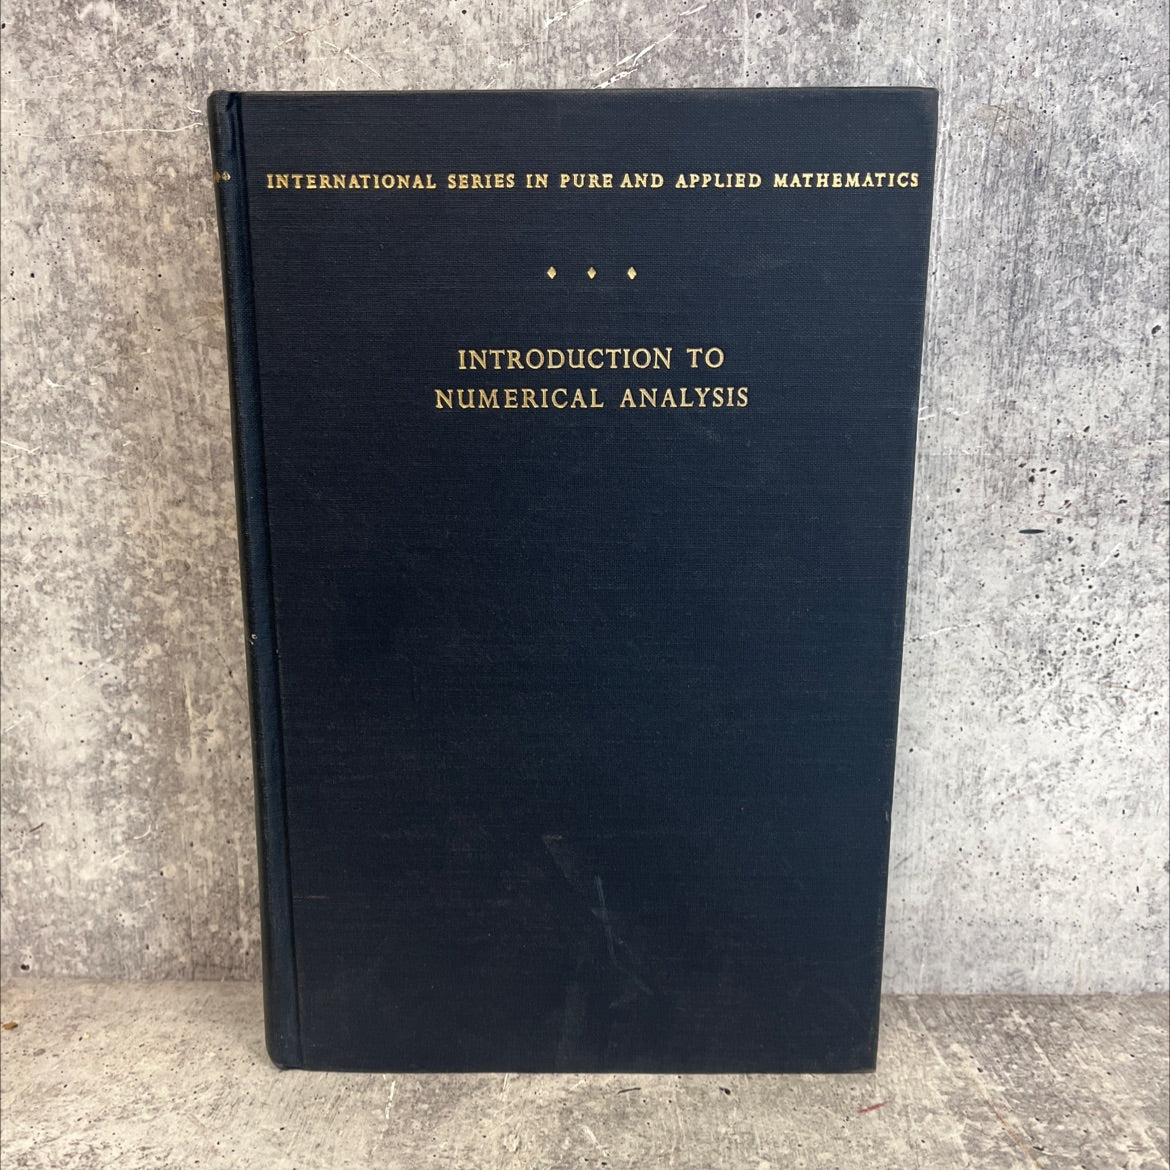 INTERNATIONAL SERIES IN PURE AND APPLIED MATHEMATICS
INTRODUCTION TO
NUMERICAL ANALYSIS